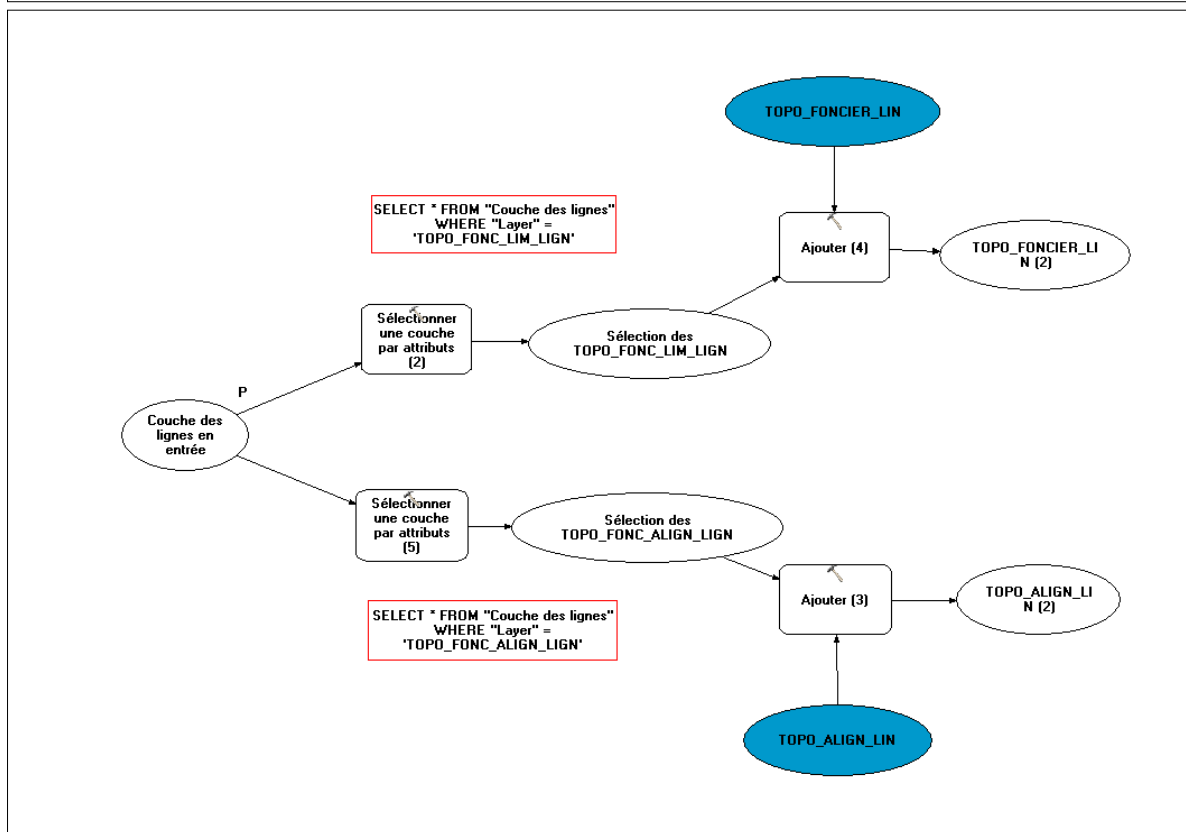 TOPO_FONCIER_LIN
SELECT * FROM "Couche des lignes"
WHERE "Layer" =
'TOPO_FONC_LIM_LIGN'
Ajouter (4)
TOPO_FONCIER_LI
N (2)
Sélectionner
une couche
par attributs
(2)
Sélection des
TOPO_FONC_LIM_LIGN
P
Couche des
lignes en
entrée
Sélectionner
une couche
par attributs
(5)
Sélection des
TOPO_FONC_ALIGN_LIGN
Ajouter (3)
TOPO_ALIGN_LI
N (2)
SELECT * FROM "Couche des lignes"
WHERE "Layer" =
'TOPO_FONC_ALIGN_LIGN'
TOPO_ALIGN_LIN